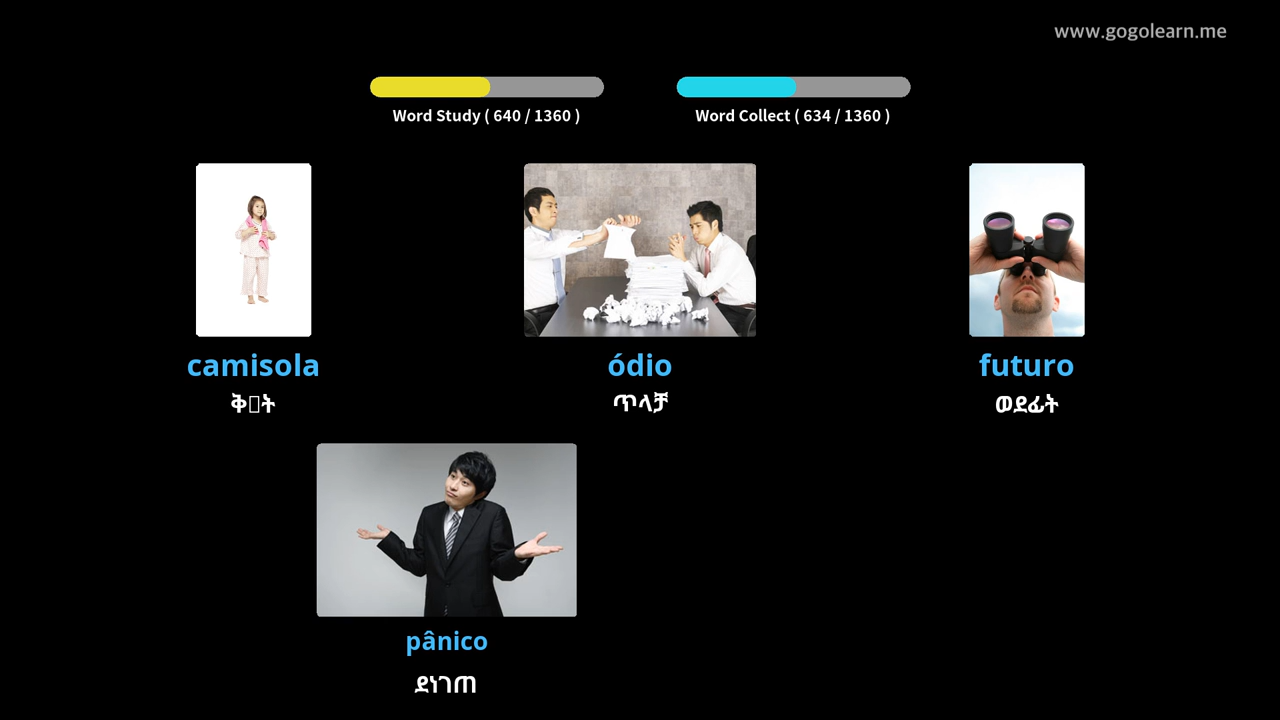 www.gogolearn.me
Word Study ( 640 / 1360 )
Word Collect ( 634 / 1360 )
camisola
ódio
futuro
ጥላቻ
ወደፊት
pânico
ደነገጠ